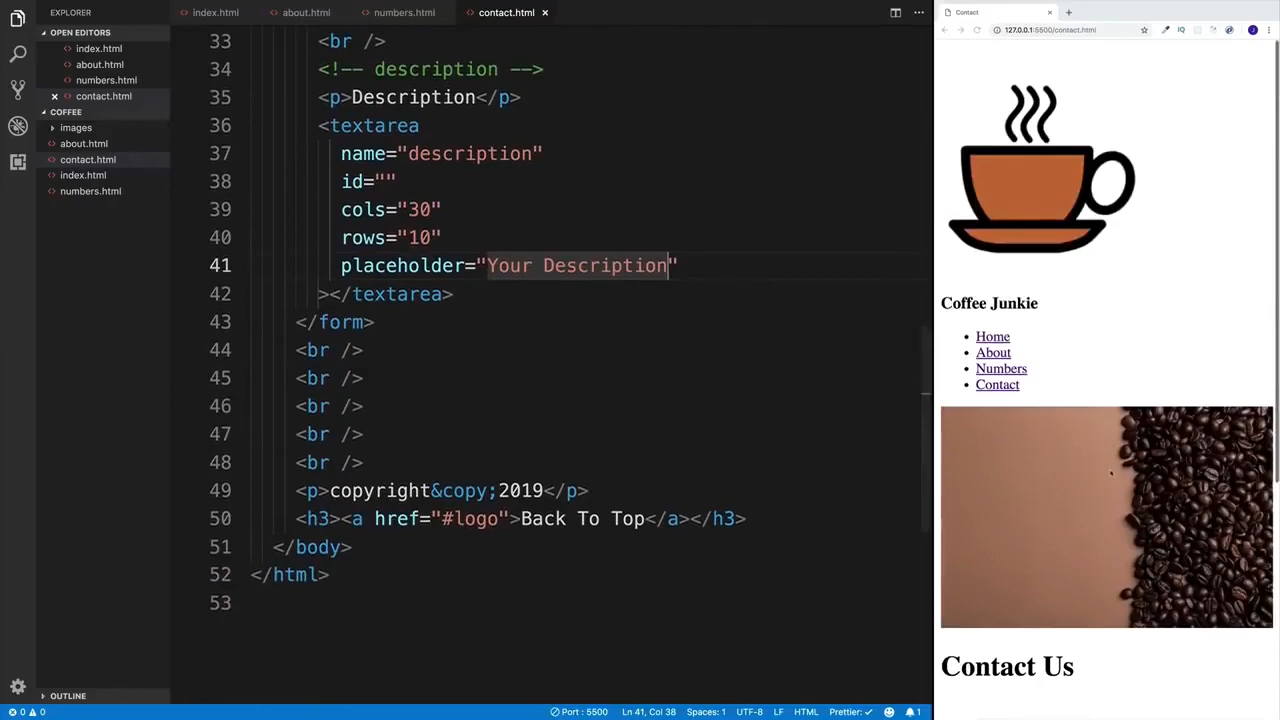 EXPLORER
index.html
about.html
numbers.html
contact.html
OPEN EDITORS
index.html
about.html
numbers.html
contact.html
COFFEE
images
about.html
contact.html
index.html
numbers.html
OUTLINE
33 <br />
34 <!-- description -->
35 <p>Description</p>
36 <textarea
37 name="description"
38 id=""
39 cols="30"
40 rows="10"
41 placeholder="Your Description"
42 ></textarea>
43 </form>
44 <br />
45 <br />
46 <br />
47 <br />
48 <br />
49 <p>copyright&copy;2019</p>
50 <h3><a href="#logo">Back To Top</a></h3>
51 </body>
52 </html>
53
0 0
Port : 5500
Ln 41, Col 38
Spaces: 1
UTF-8
LF
HTML
Prettier: ✓
1
Contact
127.0.0.1:5500/contact.html
Coffee Junkie
Home
About
Numbers
Contact
Contact Us